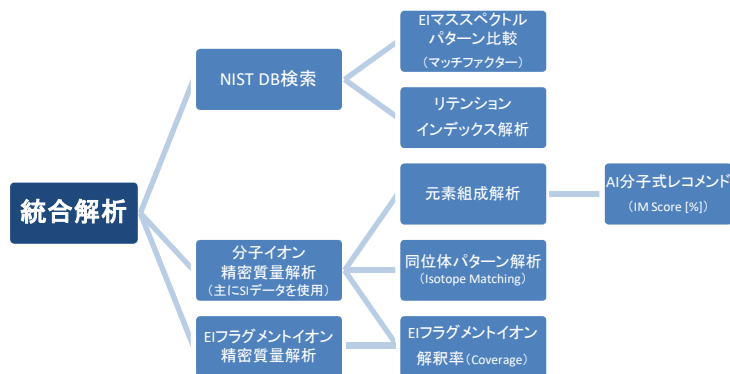 統合解析
NIST DB検索
EIマススペクトル
パターン比較
（マッチファクター）
リテンション
インデックス解析
分子イオン
精密質量解析
（主にSIデータを使用）
元素組成解析
AI分子式レコメンド
（IM Score [%]）
同位体パターン解析
（Isotope Matching）
EIフラグメントイオン
精密質量解析
EIフラグメントイオン
解釈率（Coverage）